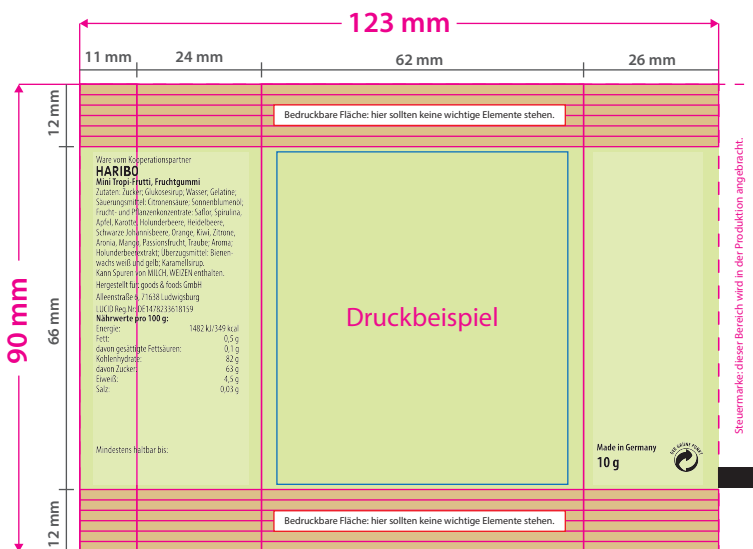 123 mm
11 mm
24 mm
62 mm
26 mm
12 mm
Bedruckbare Fläche: hier sollten keine wichtige Elemente stehen.
90 mm
66 mm
Ware vom Kooperationspartner
HARIBO
Mini Tropi-Frutti, Fruchtgummi
Zutaten: Zucker; Glukosesirup; Wasser; Gelatine;
Säuerungsmittel: Citronensäure; Sonnenblumenöl;
Frucht- und Pflanzenkonzentrate: Saflor, Spirulina,
Apfel, Karotte, Holunderbeere, Heidelbeere,
Schwarze Johannisbeere, Orange, Kiwi, Zitrone,
Aronia, Mango, Passionsfrucht, Traube; Aroma;
Holunderbeerextrakt; Überzugsmittel: Bienen-
wachs weiß und gelb; Karamellsirup.
Kann Spuren von MILCH, WEIZEN enthalten.
Hergestellt für: goods & foods GmbH
Alleenstraße 6, 71638 Ludwigsburg
LUCID Reg.Nr.DE1478233618159
Nährwerte pro 100 g:
Energie: 1482 kJ/349 kcal
Fett: 0,5 g
davon gesättigte Fettsäuren: 0,1 g
Kohlenhydrate: 82 g
davon Zucker: 63 g
Eiweiß: 4,5 g
Salz: 0,03 g
Mindestens haltbar bis:
Druckbeispiel
Made in Germany
10 g
DER GRÜNE PUNKT
Steuermarke: dieser Bereich wird in der Produktion angebracht.
12 mm
Bedruckbare Fläche: hier sollten keine wichtige Elemente stehen.